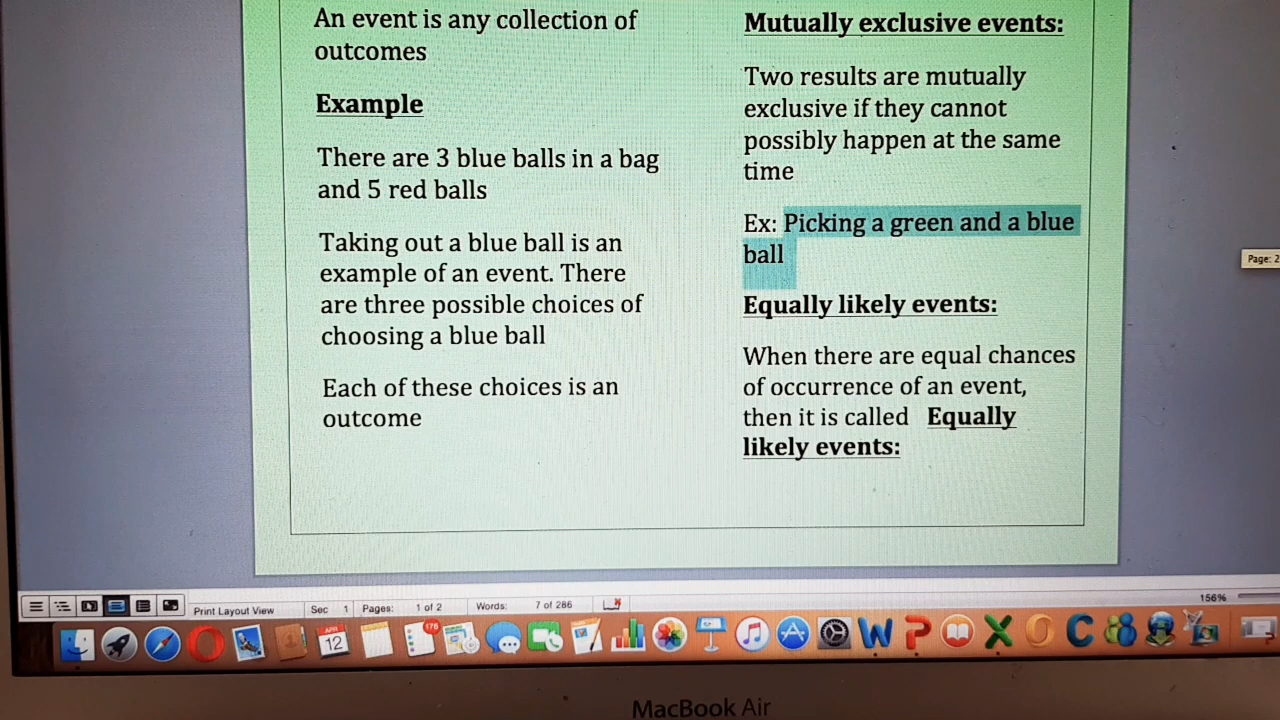 An event is any collection of
outcomes
Example
There are 3 blue balls in a bag
and 5 red balls
Taking out a blue ball is an
example of an event. There
are three possible choices of
choosing a blue ball
Each of these choices is an
outcome
Mutually exclusive events:
Two results are mutually
exclusive if they cannot
possibly happen at the same
time
Ex: Picking a green and a blue
ball
Equally likely events:
When there are equal chances
of occurrence of an event,
then it is called Equally
likely events:
Page: 2
Print Layout View
Sec 1
Pages: 1 of 2
Words: 7 of 286
156%
APR
12
178
MacBook Air